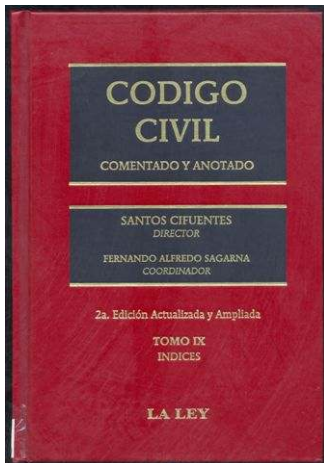 CODIGO
CIVIL
COMENTADO Y ANOTADO
SANTOS CIFUENTES
DIRECTOR
FERNANDO ALFREDO SAGARNA
COORDINADOR
2a. Edición Actualizada y Ampliada
TOMO IX
INDICES
LA LEY